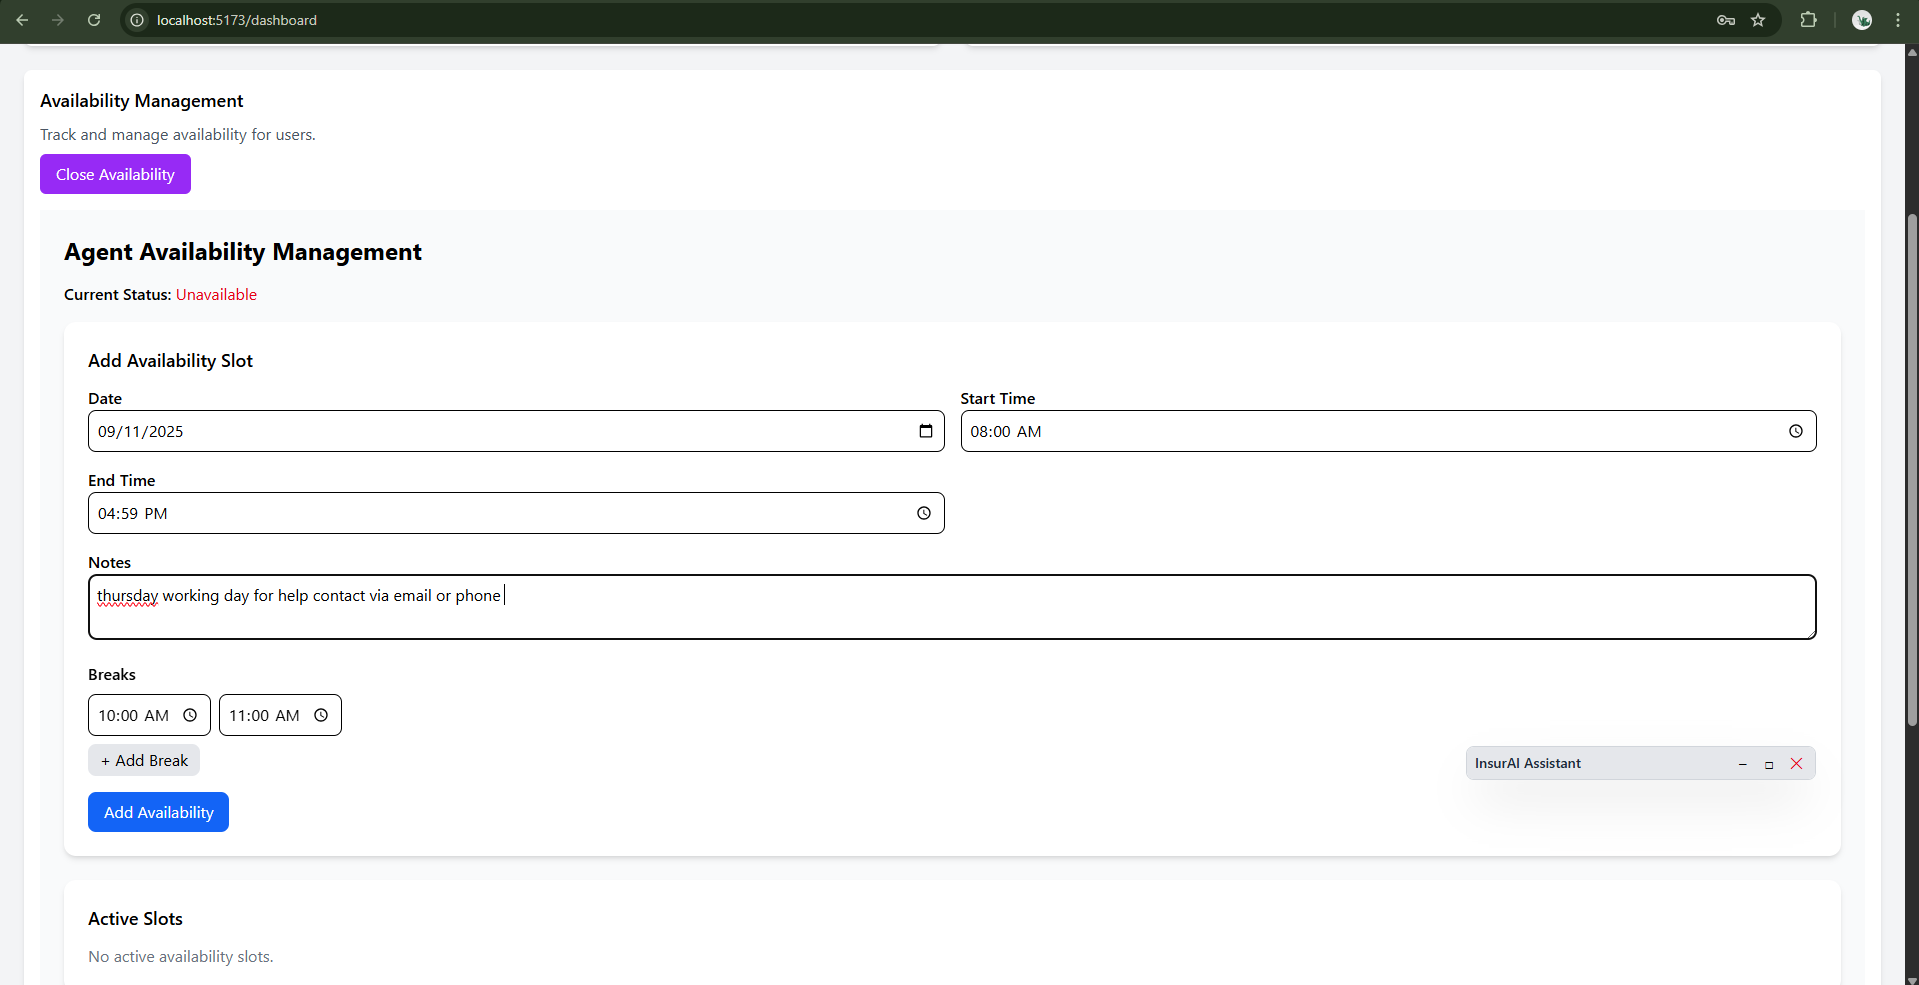 localhost:5173/dashboard
Availability Management
Track and manage availability for users.
Close Availability
Agent Availability Management
Current Status: Unavailable
Add Availability Slot
Date
Start Time
09/11/2025
08:00 AM
End Time
04:59 PM
Notes
thursday working day for help contact via email or phone
Breaks
10:00 AM
11:00 AM
+ Add Break
InsurAI Assistant
Add Availability
Active Slots
No active availability slots.